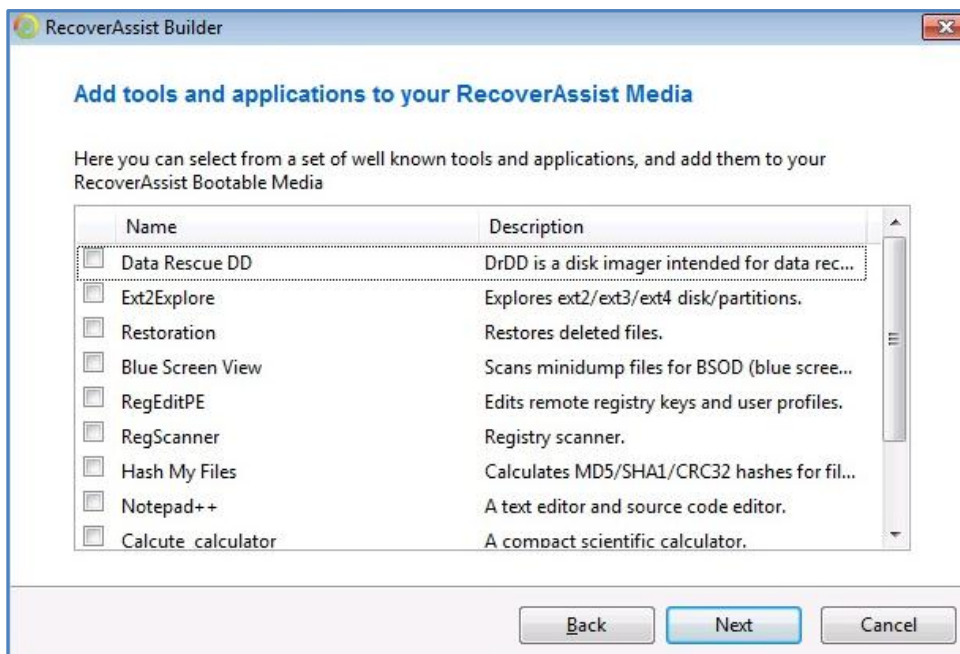 RecoverAssist Builder
Add tools and applications to your RecoverAssist Media
Here you can select from a set of well known tools and applications, and add them to your
RecoverAssist Bootable Media
Name Description
Data Rescue DD DrDD is a disk imager intended for data rec...
Ext2Explore Explores ext2/ext3/ext4 disk/partitions.
Restoration Restores deleted files.
Blue Screen View Scans minidump files for BSOD (blue scree...
RegEditPE Edits remote registry keys and user profiles.
RegScanner Registry scanner.
Hash My Files Calculates MD5/SHA1/CRC32 hashes for fil...
Notepad++ A text editor and source code editor.
Calcute calculator A compact scientific calculator.
Back Next Cancel